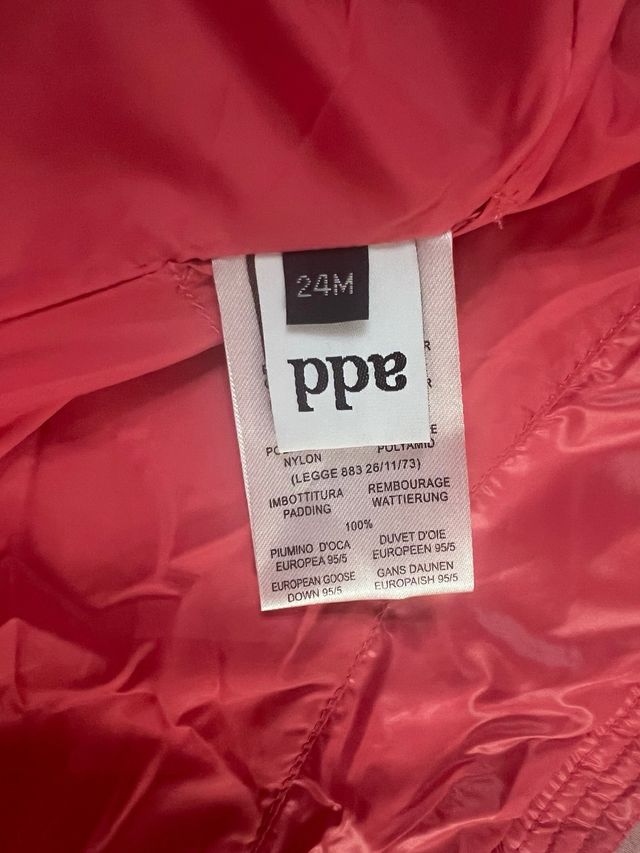 24M
add
NYLON
POLYAMID
(LEGGE 883 26/11/73)
IMBOTTITURA
PADDING
REMBOURAGE
WATTIERUNG
100%
PIUMINO D'OCA
EUROPEA 95/5
DUVET D'OIE
EUROPEEN 95/5
EUROPEAN GOOSE
DOWN 95/5
GANS DAUNEN
EUROPAISH 95/5